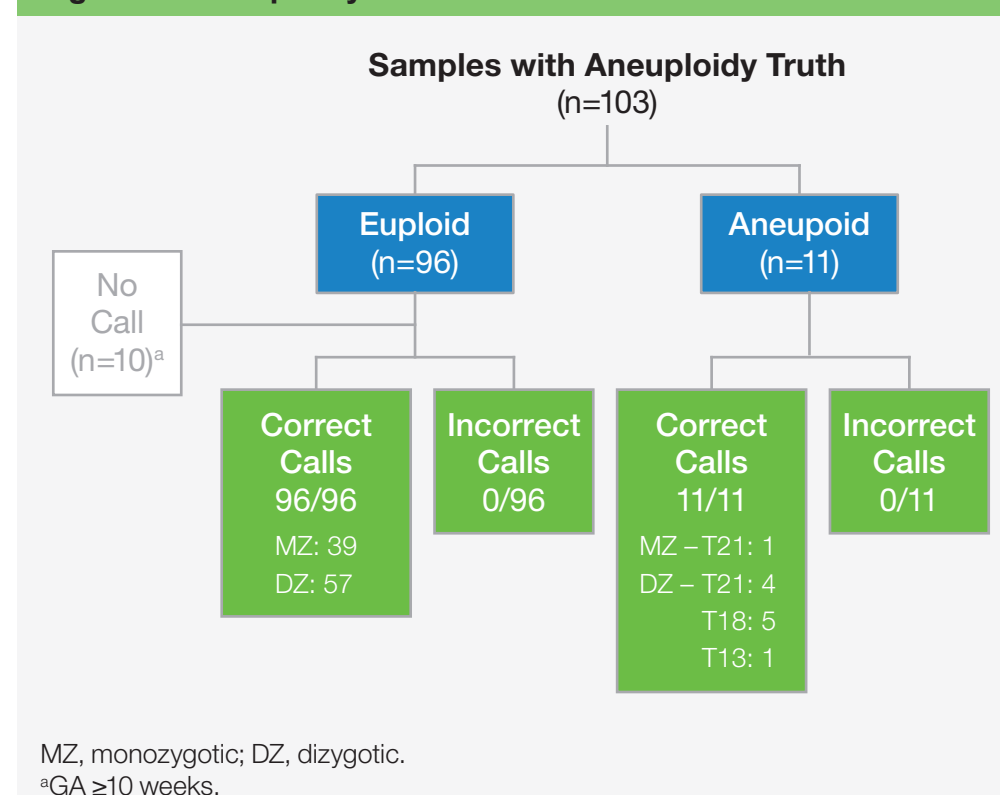 Samples with Aneuploidy Truth
(n=103)
Euploid
(n=96)
Aneupoid
(n=11)
No
Call
(n=10)ᵃ
Correct
Calls
96/96
MZ: 39
DZ: 57
Incorrect
Calls
0/96
Correct
Calls
11/11
MZ – T21: 1
DZ – T21: 4
T18: 5
T13: 1
Incorrect
Calls
0/11
MZ, monozygotic; DZ, dizygotic.
ᵃGA ≥10 weeks.